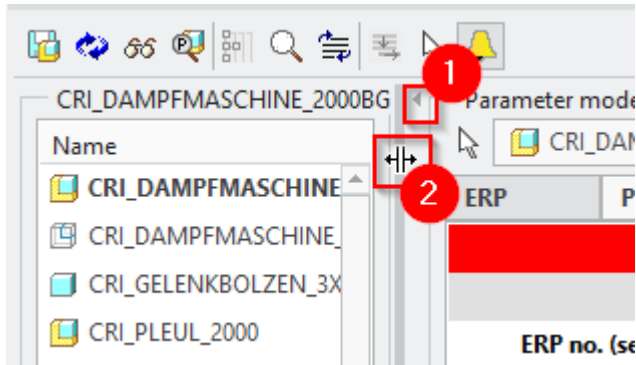 1
CRI_DAMPFMASCHINE_2000BG
Parameter mode
Name
CRI_DAM
2
CRI_DAMPFMASCHINE
ERP
P
CRI_DAMPFMASCHINE_
CRI_GELENKBOLZEN_3X
CRI_PLEUL_2000
ERP no. (se